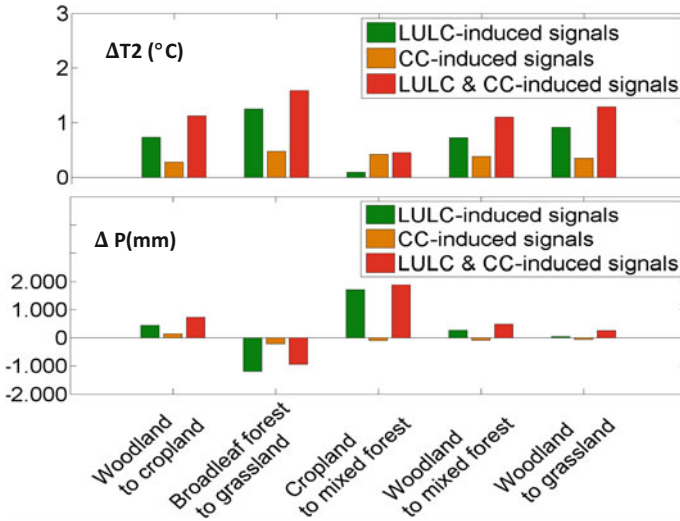 3
2
1
0
ΔT2 (°C)
LULC-induced signals
CC-induced signals
LULC & CC-induced signals
Δ P(mm)
LULC-induced signals
CC-induced signals
LULC & CC-induced signals
2.000
1.000
0
-1.000
-2.000
Woodland
to cropland
Broadleaf forest
to grassland
Cropland
to mixed forest
Woodland
to mixed forest
Woodland
to grassland